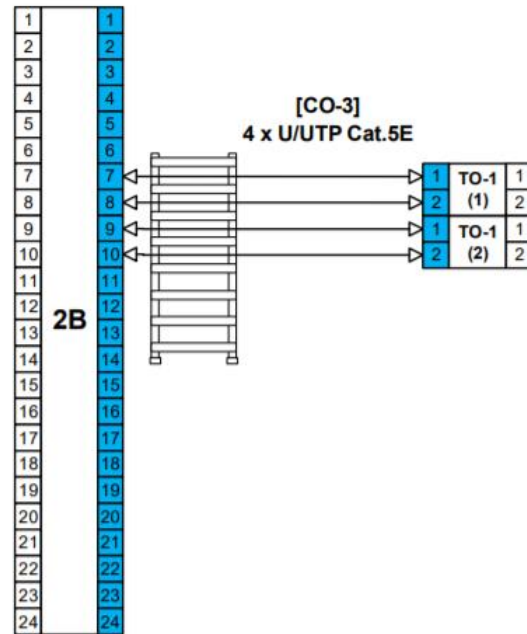 [CO-3]
4 x U/UTP Cat.5E
1 1
2 2
3 3
4 4
5 5
6 6
7 7 1 TO-1 1
8 8 2 (1) 2
9 9 1 TO-1 1
10 10 2 (2) 2
11 11
12 12
2B
13 13
14 14
15 15
16 16
17 17
18 18
19 19
20 20
21 21
22 22
23 23
24 24